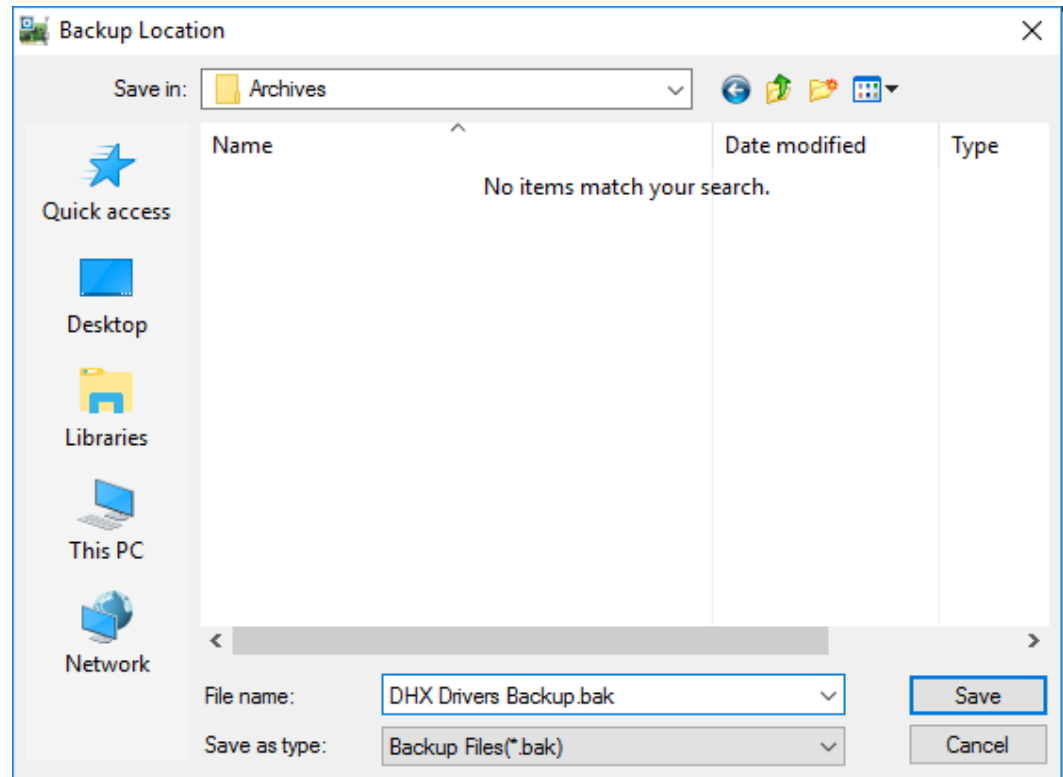 Backup Location
Save in: Archives
Name Date modified Type
No items match your search.
Quick access
Desktop
Libraries
This PC
Network
File name: DHX Drivers Backup.bak Save
Save as type: Backup Files(*.bak) Cancel